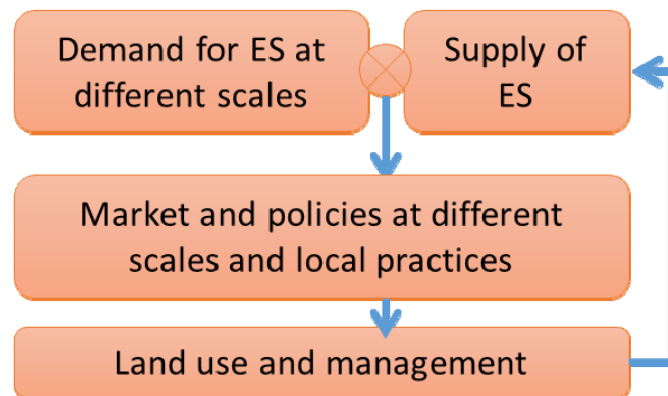 Demand for ES at
different scales
Supply of
ES
Market and policies at different
scales and local practices
Land use and management